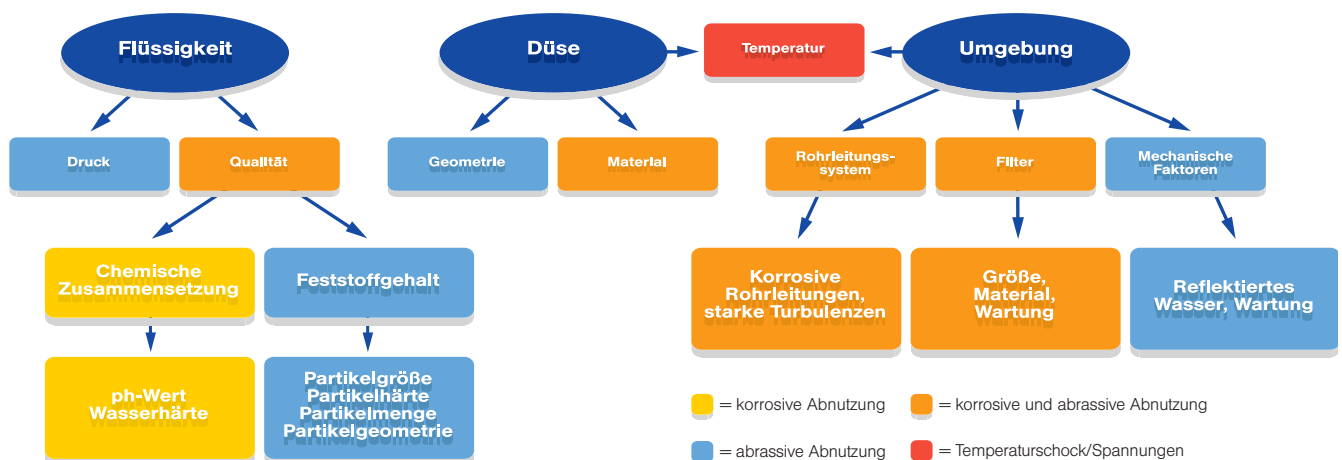 Flüssigkeit
Düse
Temperatur
Umgebung
Druck
Qualität
Geometrie
Material
Rohrleitungs-
system
Filter
Mechanische
Faktoren
Chemische
Zusammensetzung
Feststoffgehalt
Korrosive
Rohrleitungen,
starke Turbulenzen
Größe,
Material,
Wartung
Reflektiertes
Wasser, Wartung
ph-Wert
Wasserhärte
Partikelgröße
Partikelhärte
Partikelmenge
Partikelgeometrie
= korrosive Abnutzung
= korrosive und abrassive Abnutzung
= abrassive Abnutzung
= Temperaturschock/Spannungen